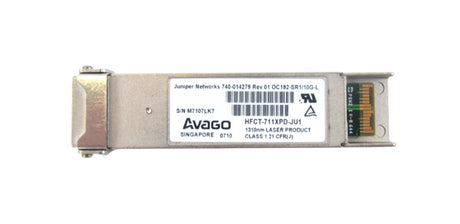 Juniper Networks 740-014279 Rev 01 OC192-SR1/10G-L
S/N M7107LK7
AVAGO
SINGAPORE 0710
HFCT-711XPD-JU1
1310nm LASER PRODUCT
CLASS 1 21 CFR(J)